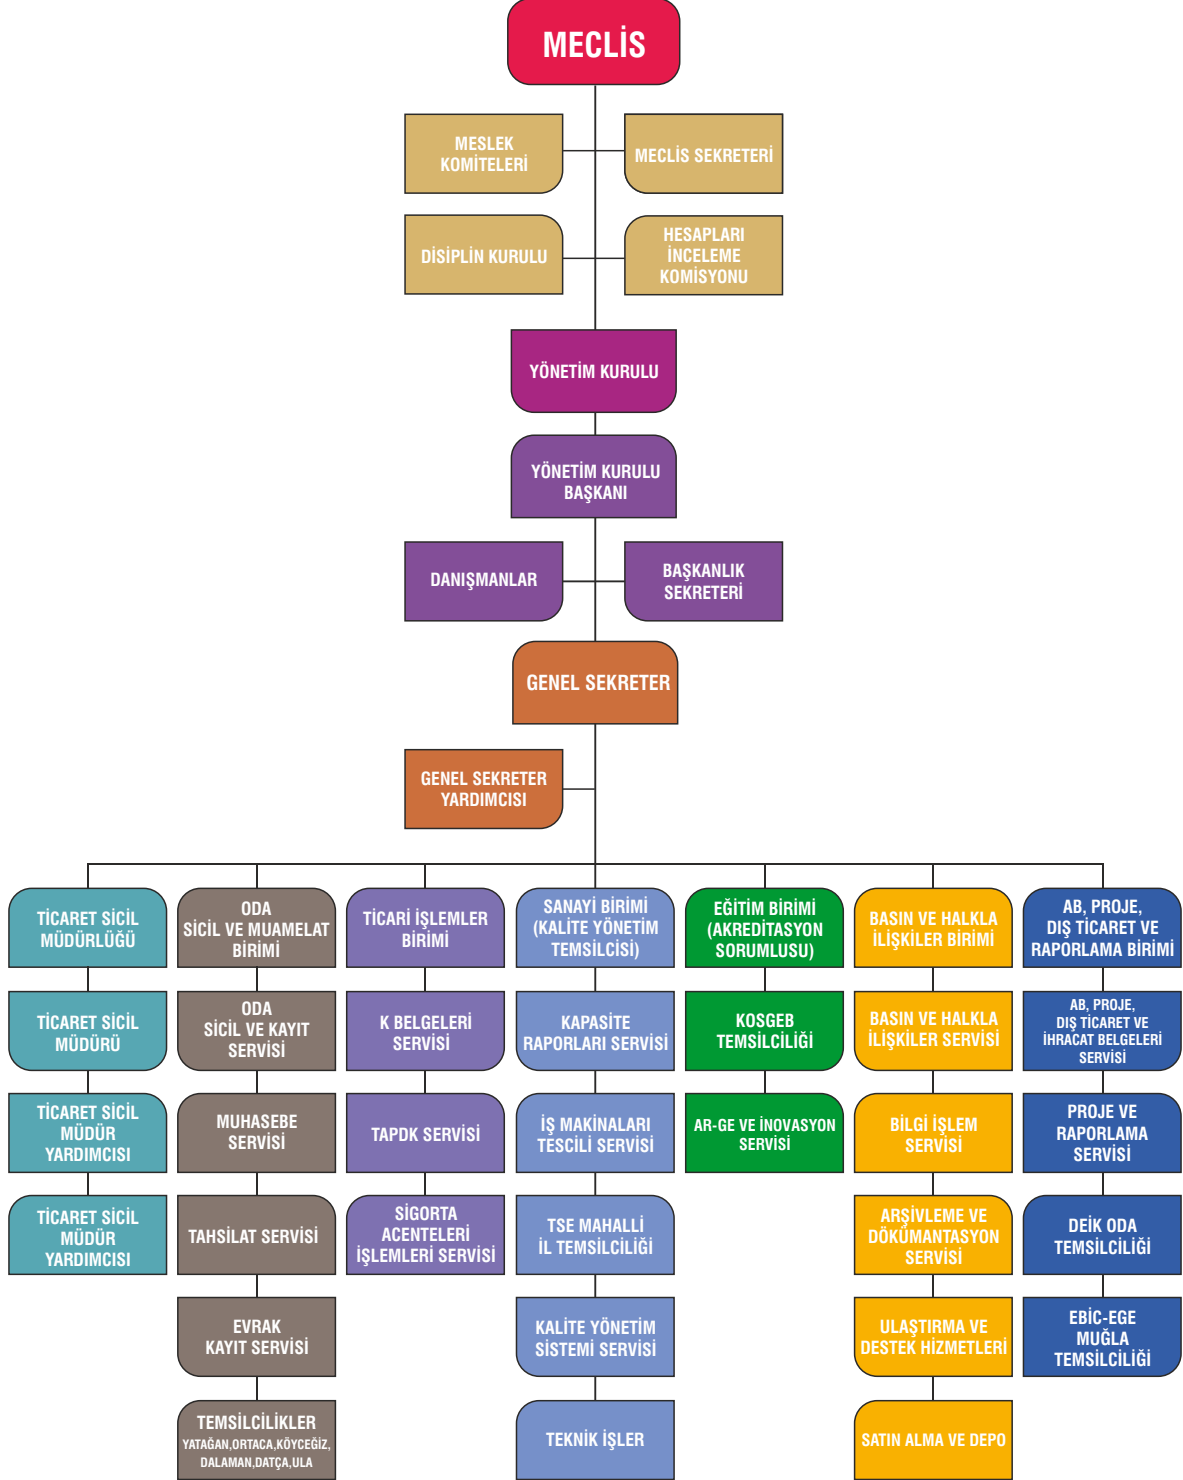 MECLİS
MESLEK
KOMİTELERİ
MECLİS SEKRETERİ
DİSİPLİN KURULU
HESAPLARI
İNCELEME
KOMİSYONU
YÖNETİM KURULU
YÖNETİM KURULU
BAŞKANI
DANIŞMANLAR
BAŞKANLIK
SEKRETERİ
GENEL SEKRETER
GENEL SEKRETER
YARDIMCISI
TİCARET SİCİL
MÜDÜRLÜĞÜ
TİCARET SİCİL
MÜDÜRÜ
TİCARET SİCİL
MÜDÜR
YARDIMCISI
TİCARET SİCİL
MÜDÜR
YARDIMCISI
ODA
SİCİL VE MUAMELAT
BİRİMİ
ODA
SİCİL VE KAYIT
SERVİSİ
MUHASEBE
SERVİSİ
TAHSİLAT SERVİSİ
EVRAK
KAYIT SERVİSİ
TEMSİLCİLİKLER
YATAĞAN,ORTACA,KÖYCEĞİZ,
DALAMAN,DATÇA,ULA
TİCARİ İŞLEMLER
BİRİMİ
K BELGELERİ
SERVİSİ
TAPDK SERVİSİ
SİGORTA
ACENTELERİ
İŞLEMLERİ SERVİSİ
SANAYİ BİRİMİ
(KALİTE YÖNETİM
TEMSİLCİSİ)
KAPASİTE
RAPORLARI SERVİSİ
İŞ MAKİNALARI
TESCİLİ SERVİSİ
TSE MAHALLİ
İL TEMSİLCİLİĞİ
KALİTE YÖNETİM
SİSTEMİ SERVİSİ
TEKNİK İŞLER
EĞİTİM BİRİMİ
(AKREDİTASYON
SORUMLUSU)
KOSGEB
TEMSİLCİLİĞİ
AR-GE VE İNOVASYON
SERVİSİ
BASIN VE HALKLA
İLİŞKİLER BİRİMİ
BASIN VE HALKLA
İLİŞKİLER SERVİSİ
BİLGİ İŞLEM
SERVİSİ
ARŞİVLEME VE
DÖKÜMANTASYON
SERVİSİ
ULAŞTIRMA VE
DESTEK HİZMETLERİ
SATIN ALMA VE DEPO
AB, PROJE,
DIŞ TİCARET VE
RAPORLAMA BİRİMİ
AB, PROJE,
DIŞ TİCARET VE
İHRACAT BELGELERİ
SERVİSİ
PROJE VE
RAPORLAMA
SERVİSİ
DEİK ODA
TEMSİLCİLİĞİ
EBİC-EGE
MUĞLA
TEMSİLCİLİĞİ